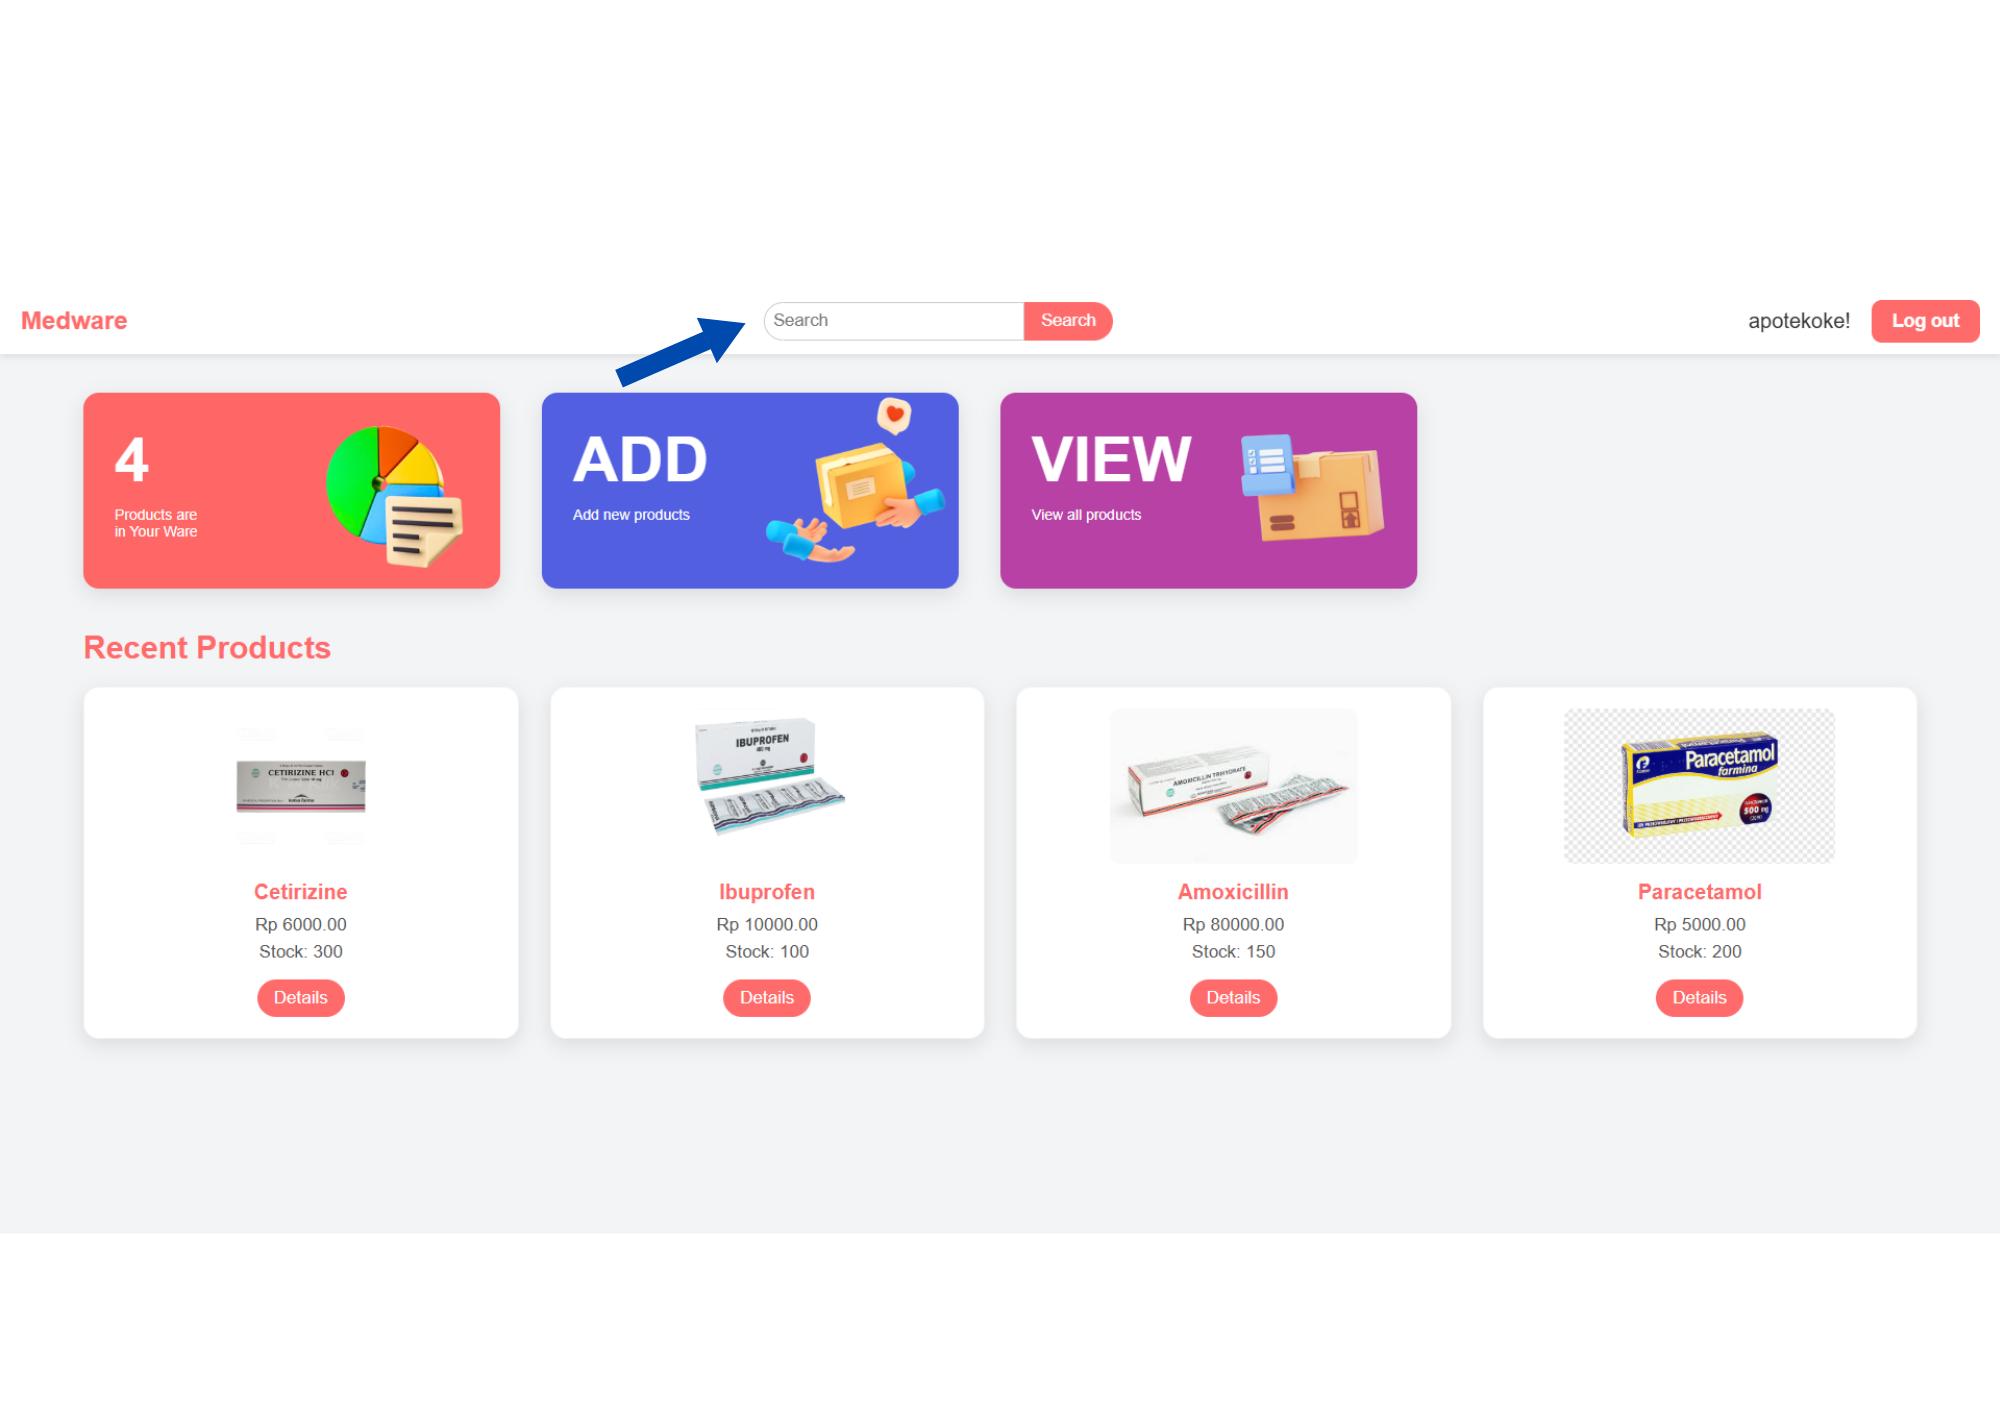 Medware
Search
Search
apotekoke!
Log out
4
Products are
in Your Ware
ADD
Add new products
VIEW
View all products
Recent Products
CETIRIZINE HCl
IBUPROFEN
AMOXICILLIN TRIHYDRATE
Paracetamol
farmina
500 mg
Cetirizine
Rp 6000.00
Stock: 300
Details
Ibuprofen
Rp 10000.00
Stock: 100
Details
Amoxicillin
Rp 80000.00
Stock: 150
Details
Paracetamol
Rp 5000.00
Stock: 200
Details